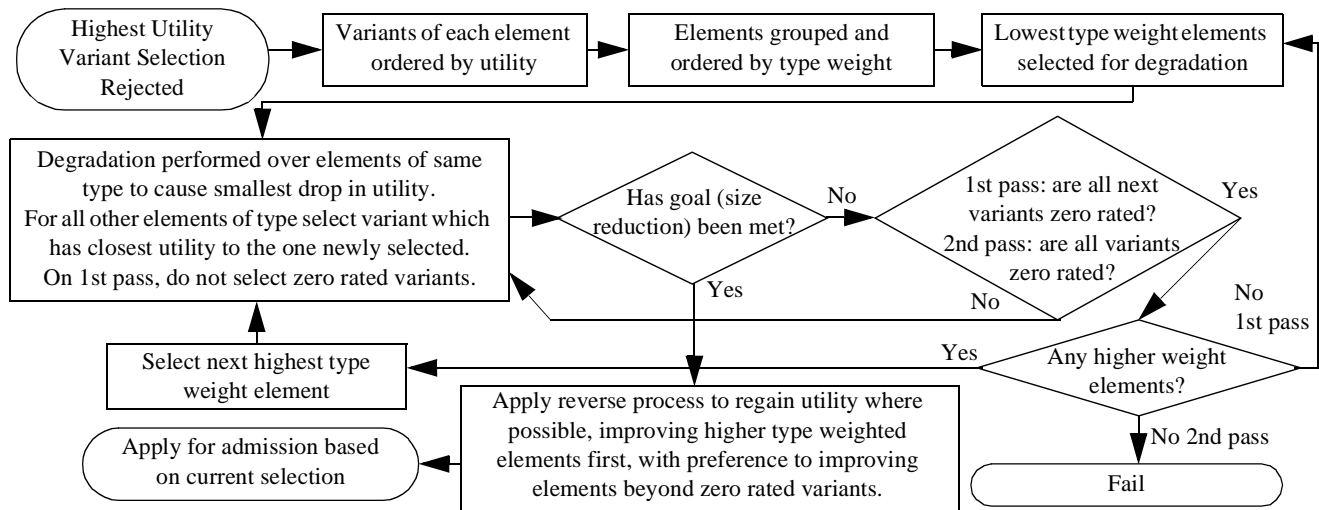 Highest Utility
Variant Selection
Rejected
Variants of each element
ordered by utility
Elements grouped and
ordered by type weight
Lowest type weight elements
selected for degradation
Degradation performed over elements of same
type to cause smallest drop in utility.
For all other elements of type select variant which
has closest utility to the one newly selected.
On 1st pass, do not select zero rated variants.
Has goal (size
reduction) been met?
No
Yes
1st pass: are all next
variants zero rated?
2nd pass: are all variants
zero rated?
Yes
No
No
1st pass
Any higher weight
elements?
Yes
No 2nd pass
Fail
Select next highest type
weight element
Apply reverse process to regain utility where
possible, improving higher type weighted
elements first, with preference to improving
elements beyond zero rated variants.
Apply for admission based
on current selection